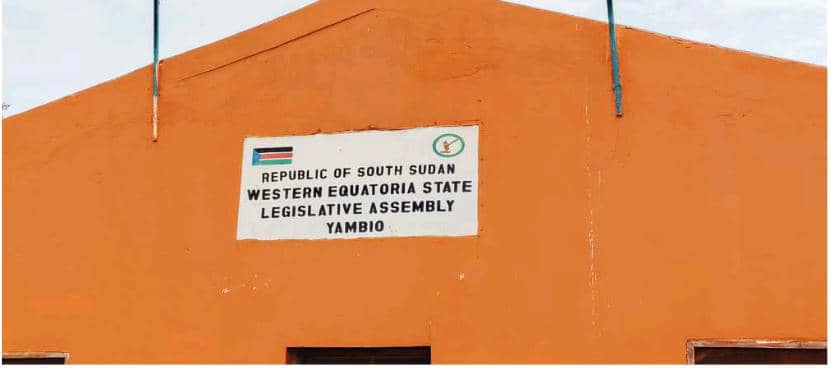 REPUBLIC OF SOUTH SUDAN
WESTERN EQUATORIA STATE
LEGISLATIVE ASSEMBLY
YAMBIO